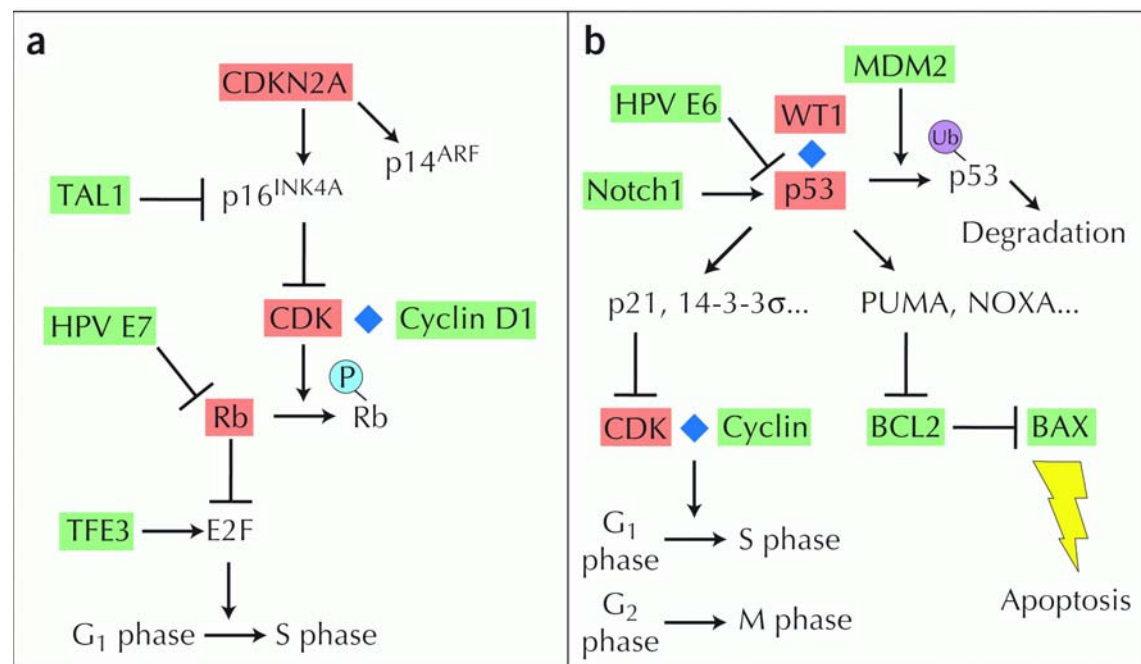 a
CDKN2A
p14ARF
TAL1
p16INK4A
HPV E7
CDK
Cyclin D1
P
Rb
Rb
TFE3
E2F
G1 phase
S phase
b
MDM2
HPV E6
WT1
Ub
Notch1
p53
p53
Degradation
p21, 14-3-3σ...
PUMA, NOXA...
CDK
Cyclin
BCL2
BAX
G1
phase
S phase
G2
phase
M phase
Apoptosis